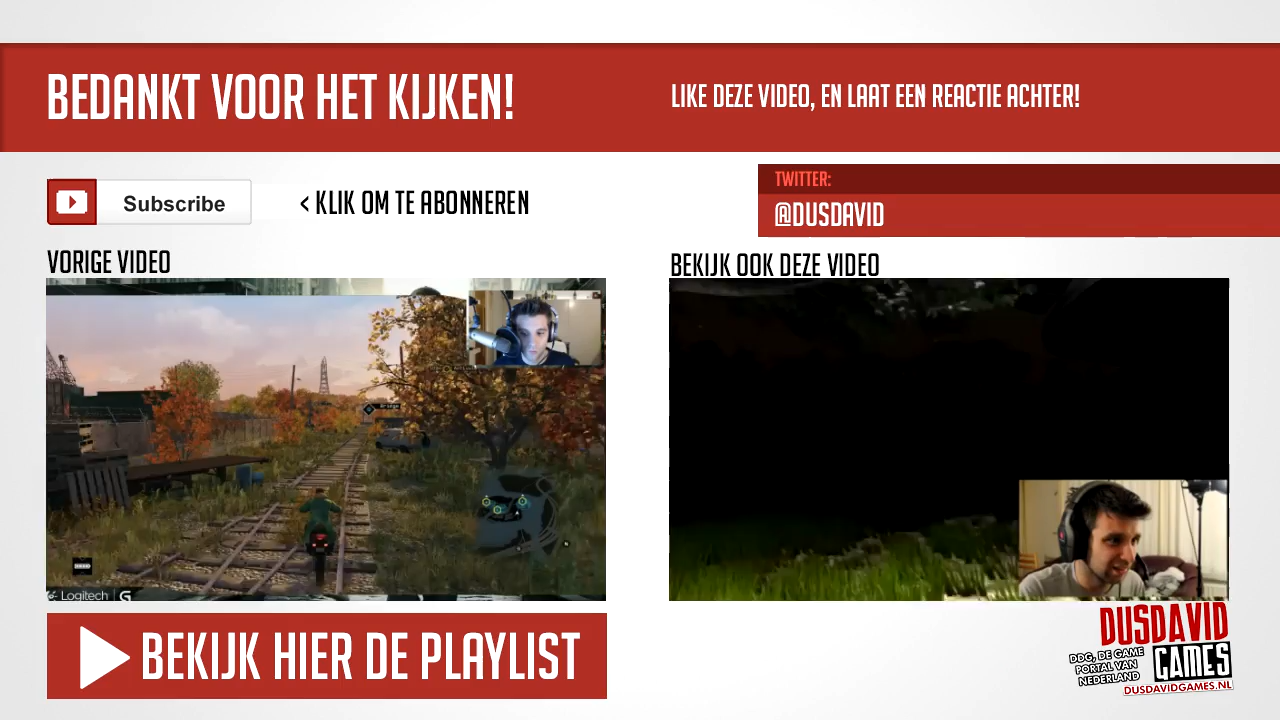 BEDANKT VOOR HET KIJKEN!
LIKE DEZE VIDEO, EN LAAT EEN REACTIE ACHTER!
Subscribe
< KLIK OM TE ABONNEREN
TWITTER:
@DUSDAVID
VORIGE VIDEO
BEKIJK OOK DEZE VIDEO
Logitech | G
BEKIJK HIER DE PLAYLIST
DUSDAVID
GAMES
DDG, DE GAME
PORTAL VAN
NEDERLAND
DUSDAVIDGAMES.NL